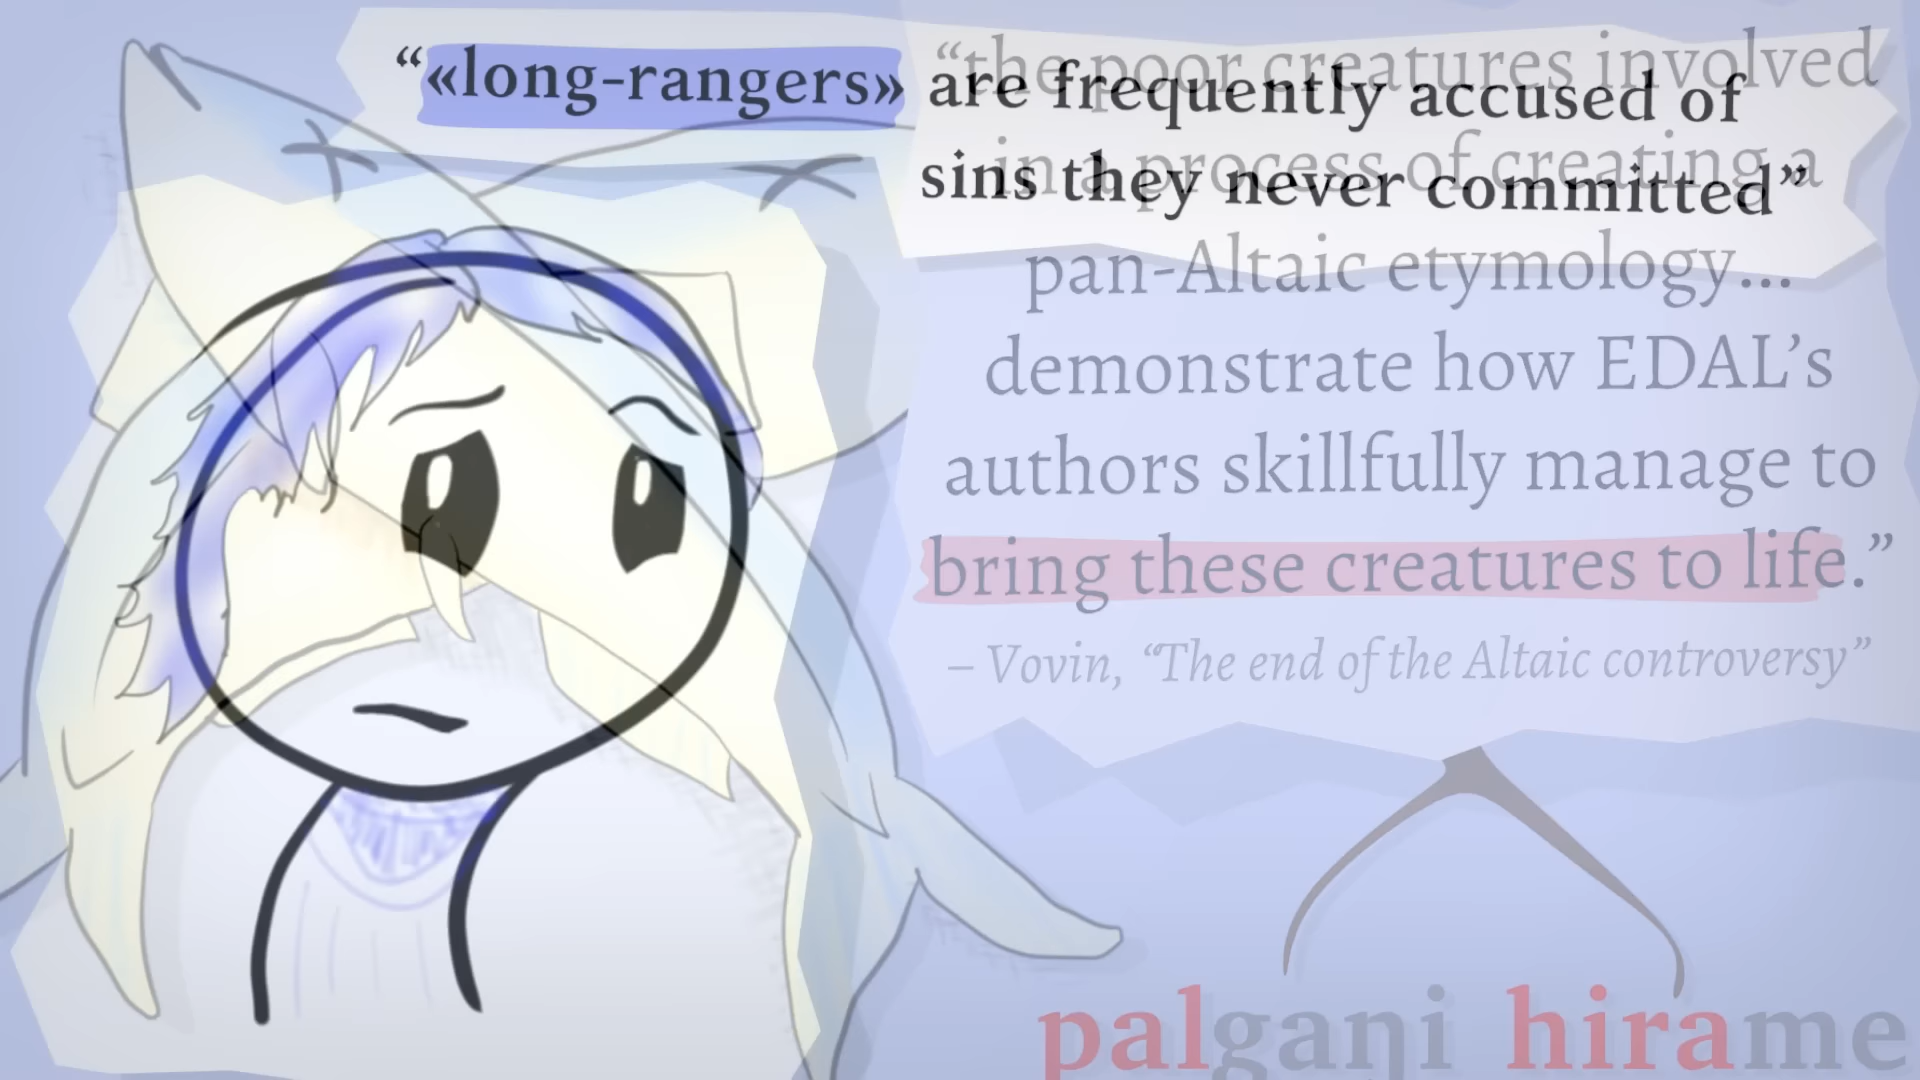 “«long-rangers» are frequently accused of
sins they never committed”
“the poor creatures involved
in a process of creating a
pan-Altaic etymology...
demonstrate how EDAL’s
authors skillfully manage to
bring these creatures to life.”
– Vovin, “The end of the Altaic controversy”
palgaŋi hirame